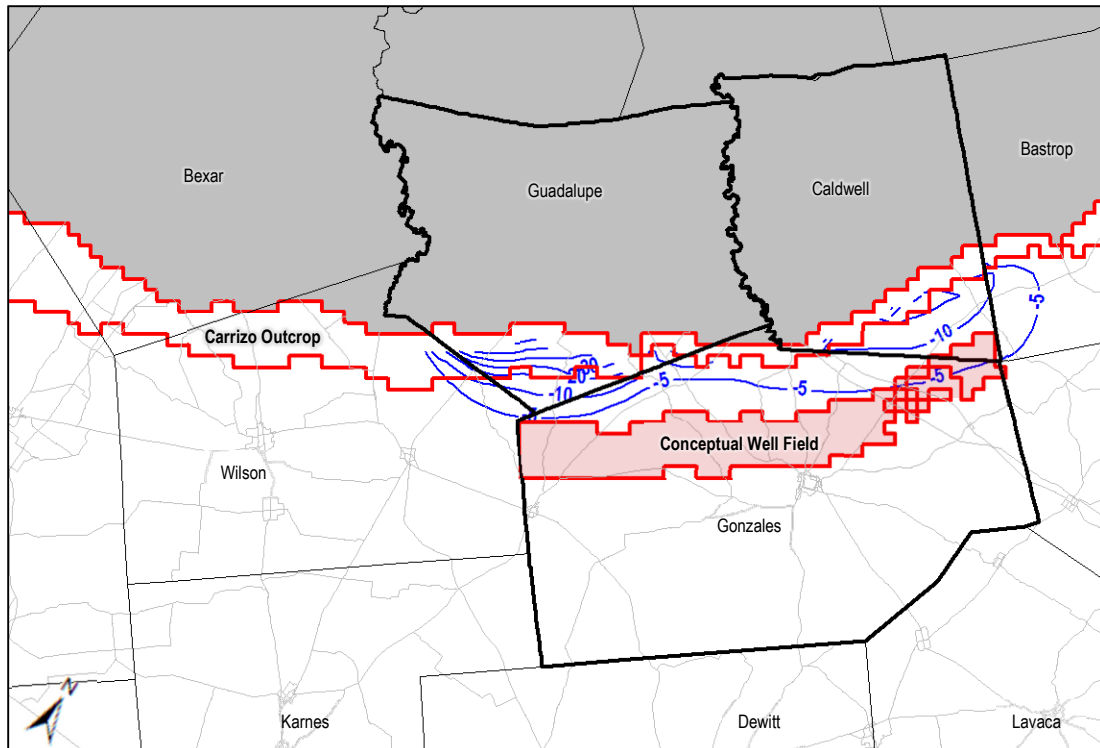 Bastrop
Bexar
Guadalupe
Caldwell
-5
-10
Carrizo Outcrop
20
-10
-5
-5
-5
Conceptual Well Field
Wilson
Gonzales
N
Karnes
Dewitt
Lavaca